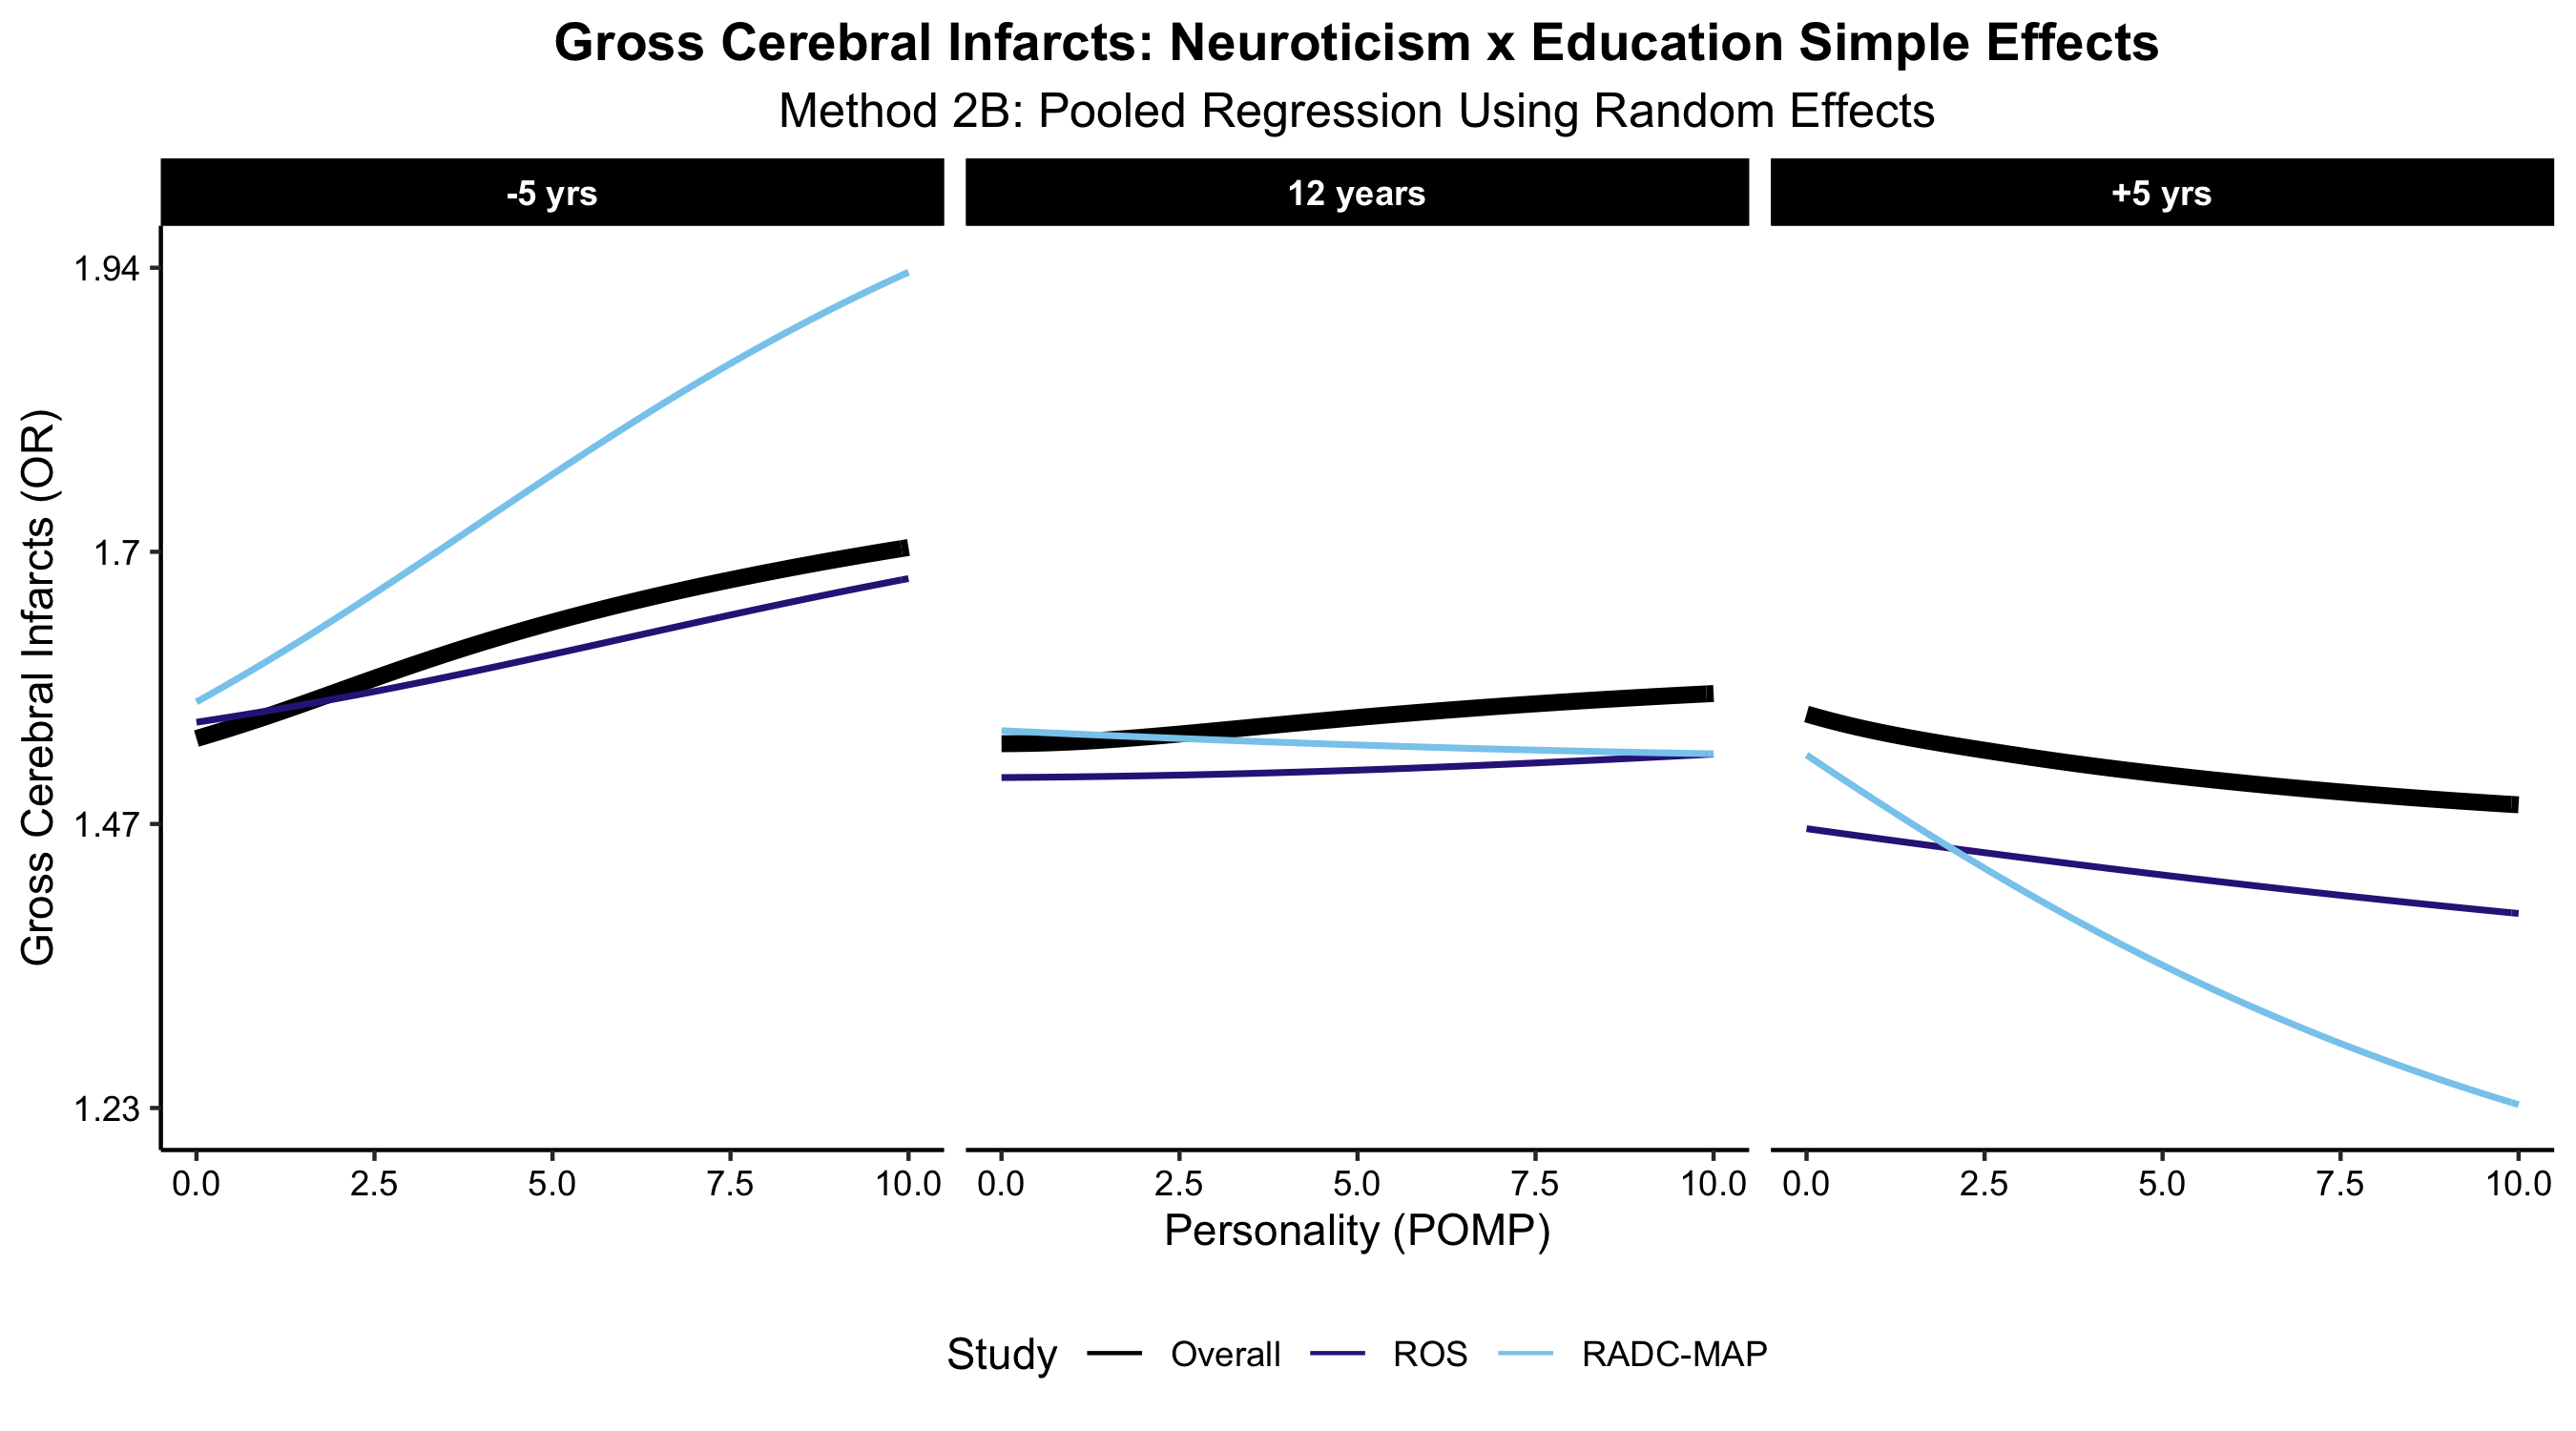 Gross Cerebral Infarcts: Neuroticism x Education Simple Effects
Method 2B: Pooled Regression Using Random Effects
-5 yrs 12 years +5 yrs
Gross Cerebral Infarcts (OR)
1.94
1.7
1.47
1.23
0.0 2.5 5.0 7.5 10.0 0.0 2.5 5.0 7.5 10.0 0.0 2.5 5.0 7.5 10.0
Personality (POMP)
Study Overall ROS RADC-MAP